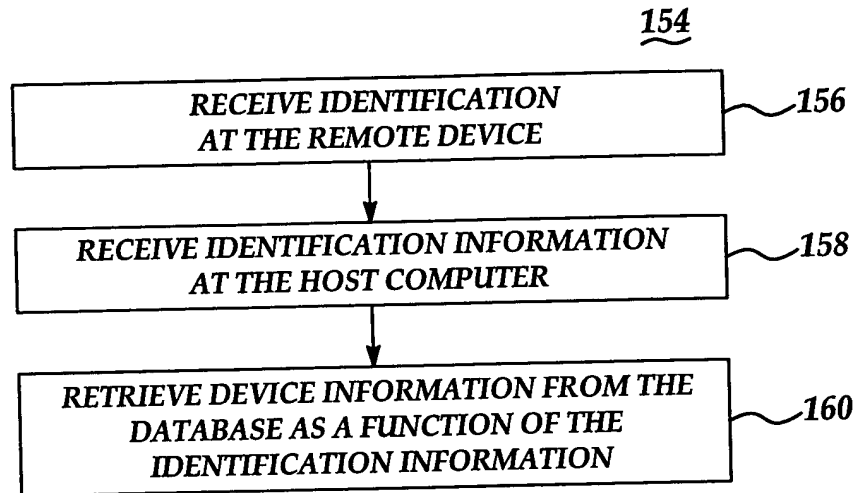 154
RECEIVE IDENTIFICATION
AT THE REMOTE DEVICE
156
RECEIVE IDENTIFICATION INFORMATION
AT THE HOST COMPUTER
158
RETRIEVE DEVICE INFORMATION FROM THE
DATABASE AS A FUNCTION OF THE
IDENTIFICATION INFORMATION
160